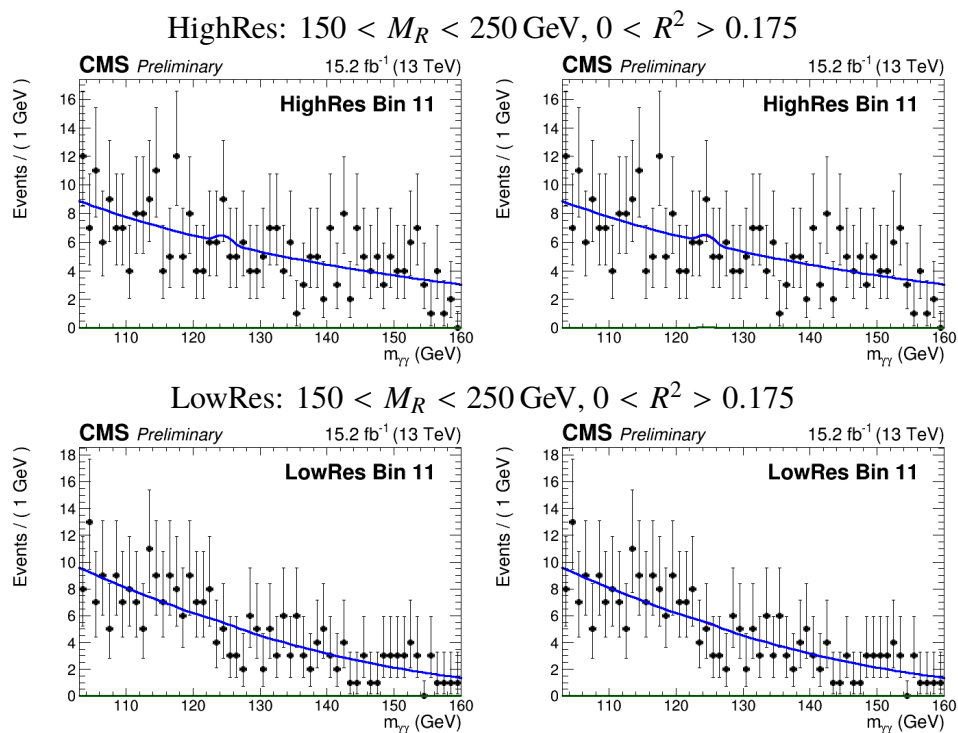 HighRes: 150 < M_R < 250 GeV, 0 < R² > 0.175
CMS Preliminary 15.2 fb⁻¹ (13 TeV)
HighRes Bin 11
Events / ( 1 GeV )
16
14
12
10
8
6
4
2
0
110 120 130 140 150 160
m_γγ (GeV)
CMS Preliminary 15.2 fb⁻¹ (13 TeV)
HighRes Bin 11
Events / ( 1 GeV )
16
14
12
10
8
6
4
2
0
110 120 130 140 150 160
m_γγ (GeV)
LowRes: 150 < M_R < 250 GeV, 0 < R² > 0.175
CMS Preliminary 15.2 fb⁻¹ (13 TeV)
LowRes Bin 11
Events / ( 1 GeV )
18
16
14
12
10
8
6
4
2
0
110 120 130 140 150 160
m_γγ (GeV)
CMS Preliminary 15.2 fb⁻¹ (13 TeV)
LowRes Bin 11
Events / ( 1 GeV )
18
16
14
12
10
8
6
4
2
0
110 120 130 140 150 160
m_γγ (GeV)